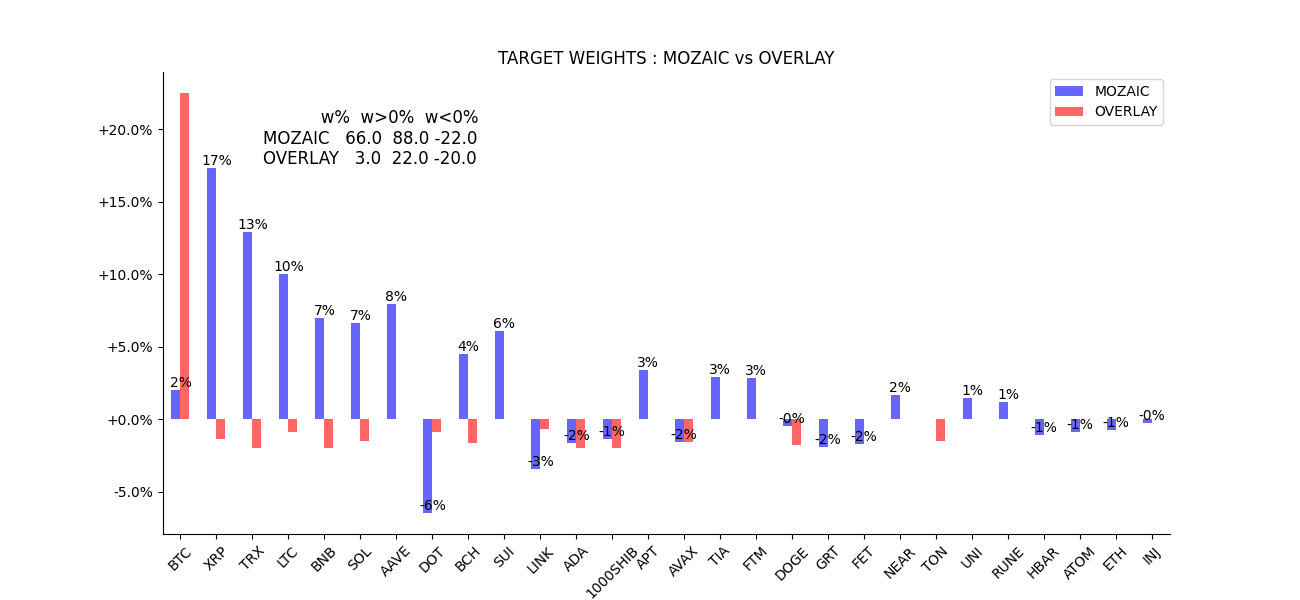 TARGET WEIGHTS : MOZAIC vs OVERLAY
MOZAIC
OVERLAY
w% w>0% w<0%
MOZAIC 66.0 88.0 -22.0
OVERLAY 3.0 22.0 -20.0
+20.0%
+15.0%
+10.0%
+5.0%
+0.0%
-5.0%
2%
17%
13%
10%
7%
7%
8%
-6%
4%
6%
-3%
-2%
-1%
3%
-2%
3%
3%
-0%
-2%
-2%
2%
1%
1%
-1%
-1%
-1%
-0%
BTC
XRP
TRX
LTC
BNB
SOL
AAVE
DOT
BCH
SUI
LINK
ADA
1000SHIB
APT
AVAX
TIA
FTM
DOGE
GRT
FET
NEAR
TON
UNI
RUNE
HBAR
ATOM
ETH
INJ